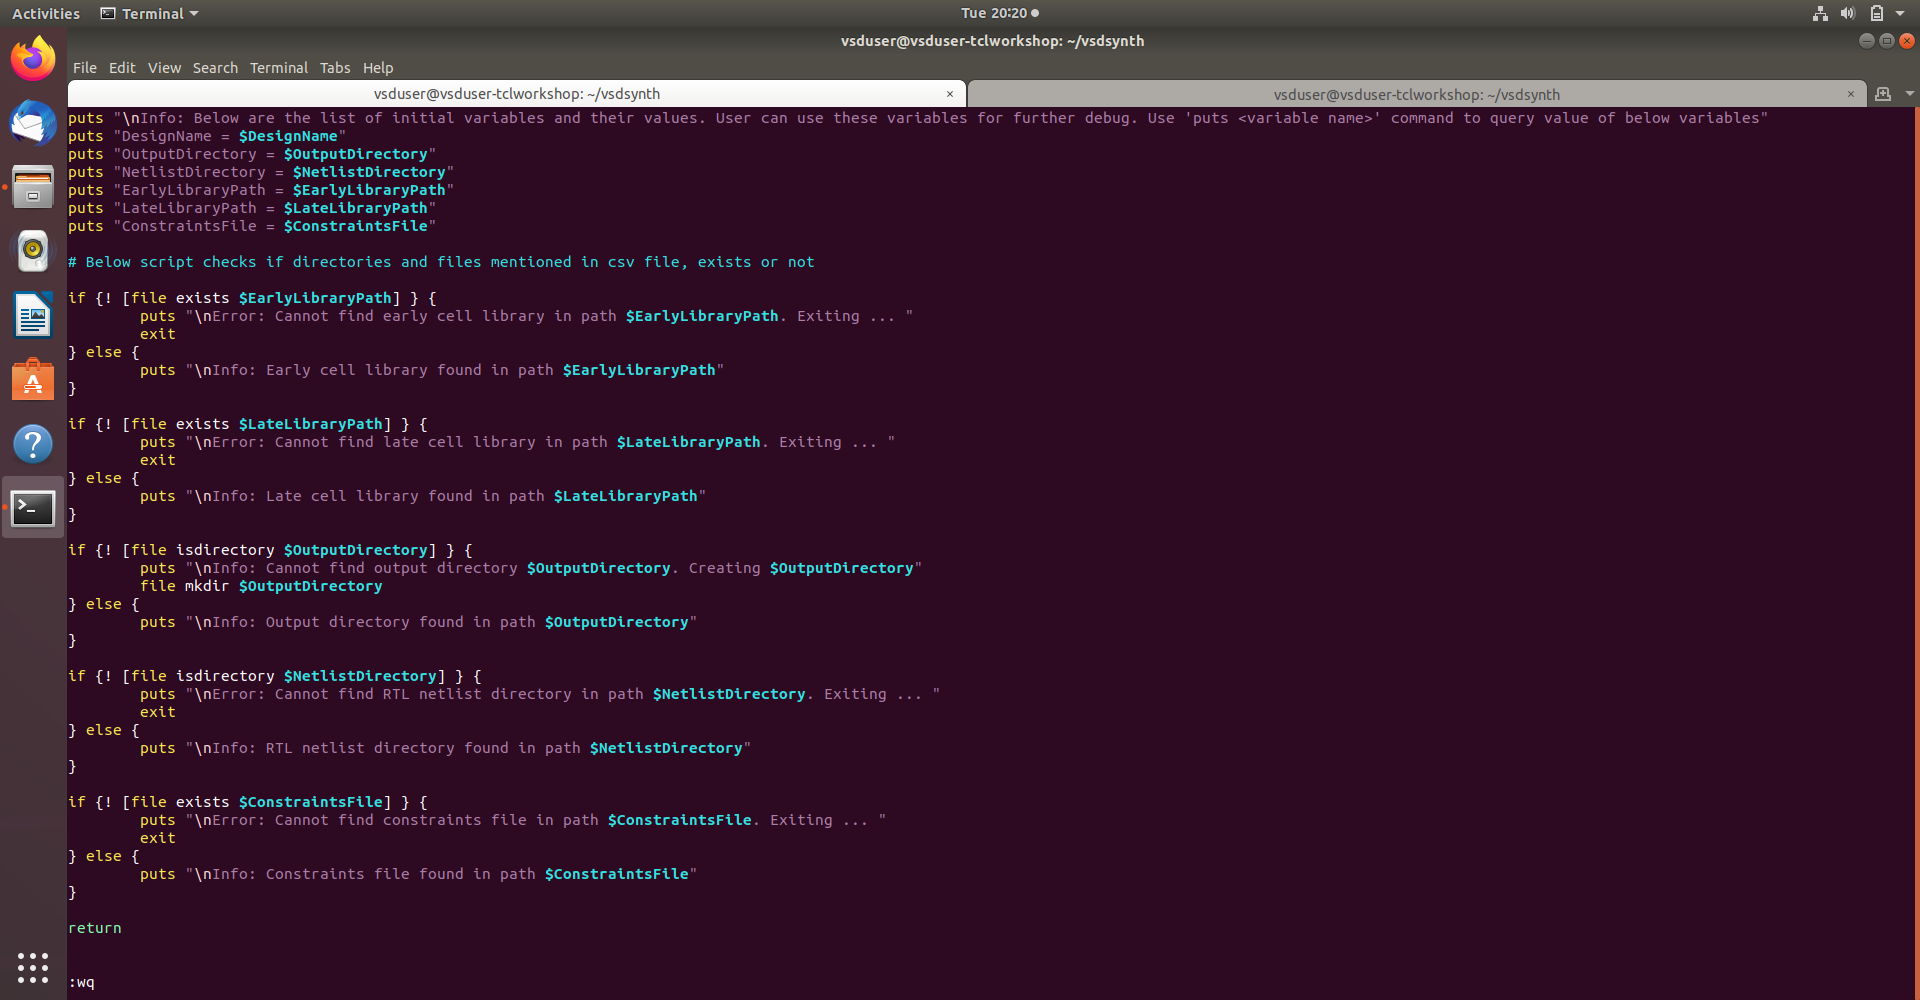 Activities Terminal Tue 20:20
vsduser@vsduser-tclworkshop: ~/vsdsynth
File Edit View Search Terminal Tabs Help
vsduser@vsduser-tclworkshop: ~/vsdsynth × vsduser@vsduser-tclworkshop: ~/vsdsynth ×
puts "\nInfo: Below are the list of initial variables and their values. User can use these variables for further debug. Use 'puts <variable name>' command to query value of below variables"
puts "DesignName = $DesignName"
puts "OutputDirectory = $OutputDirectory"
puts "NetlistDirectory = $NetlistDirectory"
puts "EarlyLibraryPath = $EarlyLibraryPath"
puts "LateLibraryPath = $LateLibraryPath"
puts "ConstraintsFile = $ConstraintsFile"

# Below script checks if directories and files mentioned in csv file, exists or not

if {! [file exists $EarlyLibraryPath] } {
        puts "\nError: Cannot find early cell library in path $EarlyLibraryPath. Exiting ... "
        exit
} else {
        puts "\nInfo: Early cell library found in path $EarlyLibraryPath"
}

if {! [file exists $LateLibraryPath] } {
        puts "\nError: Cannot find late cell library in path $LateLibraryPath. Exiting ... "
        exit
} else {
        puts "\nInfo: Late cell library found in path $LateLibraryPath"
}

if {! [file isdirectory $OutputDirectory] } {
        puts "\nInfo: Cannot find output directory $OutputDirectory. Creating $OutputDirectory"
        file mkdir $OutputDirectory
} else {
        puts "\nInfo: Output directory found in path $OutputDirectory"
}

if {! [file isdirectory $NetlistDirectory] } {
        puts "\nError: Cannot find RTL netlist directory in path $NetlistDirectory. Exiting ... "
        exit
} else {
        puts "\nInfo: RTL netlist directory found in path $NetlistDirectory"
}

if {! [file exists $ConstraintsFile] } {
        puts "\nError: Cannot find constraints file in path $ConstraintsFile. Exiting ... "
        exit
} else {
        puts "\nInfo: Constraints file found in path $ConstraintsFile"
}

return

:wq